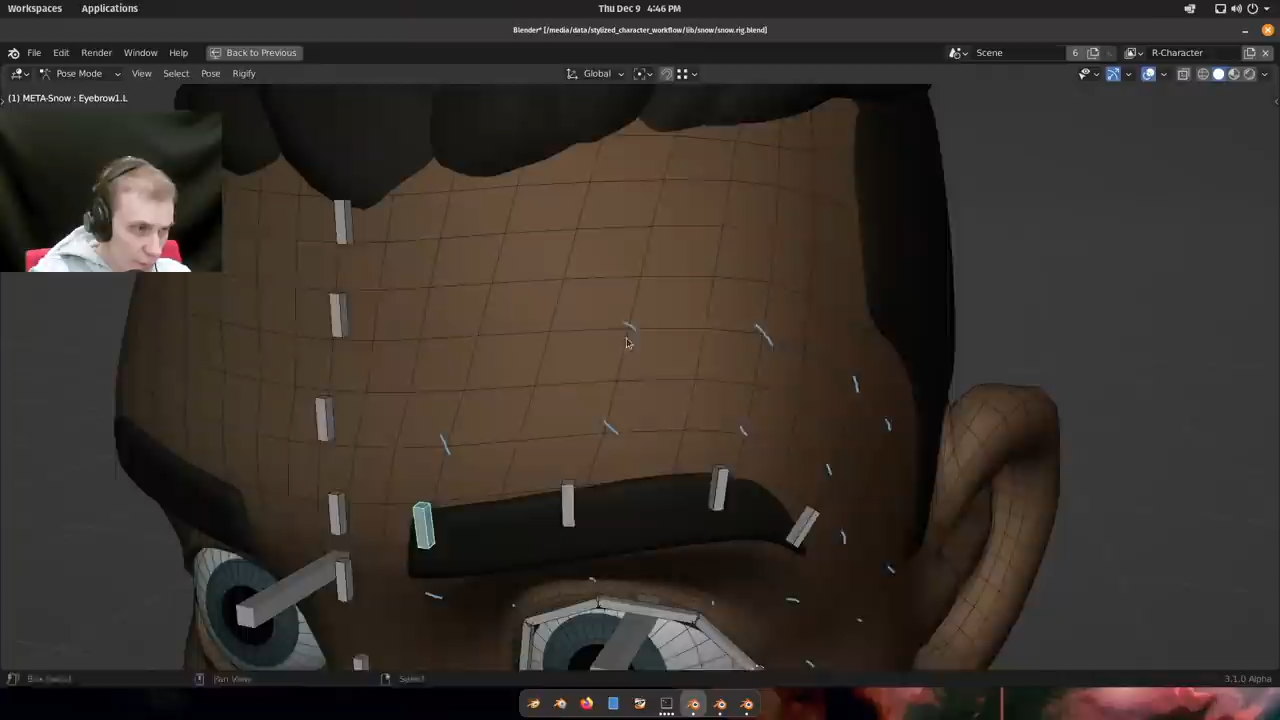 Activities Applications Thu Dec 9 4:46 PM
Blender* [/media/data/stylized_character_workflow/lib/snow/snow.rig.blend]
File Edit Render Window Help Back to Previous Scene 6 R-Character
Pose Mode View Select Pose Rigify Global
(1) META-Snow : Eyebrow1.L
Pan View Select 3.1.0 Alpha